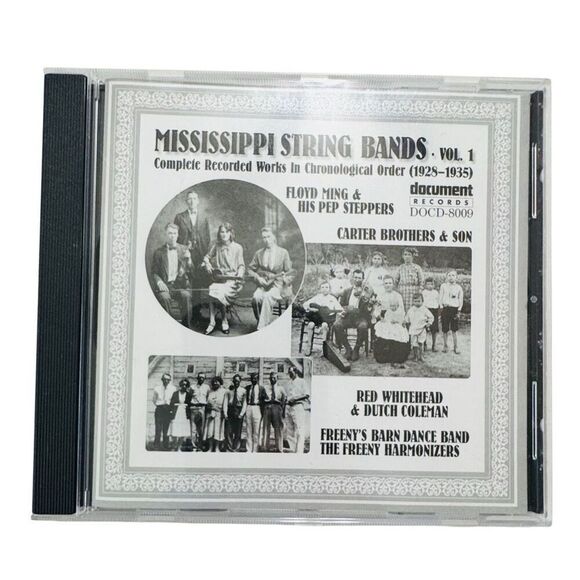 MISSISSIPPI STRING BANDS · VOL. 1
Complete Recorded Works In Chronological Order (1928-1935)
FLOYD MING &
HIS PEP STEPPERS
document
RECORDS
DOCD-8009
CARTER BROTHERS & SON
RED WHITEHEAD
& DUTCH COLEMAN
FREENY'S BARN DANCE BAND
THE FREENY HARMONIZERS